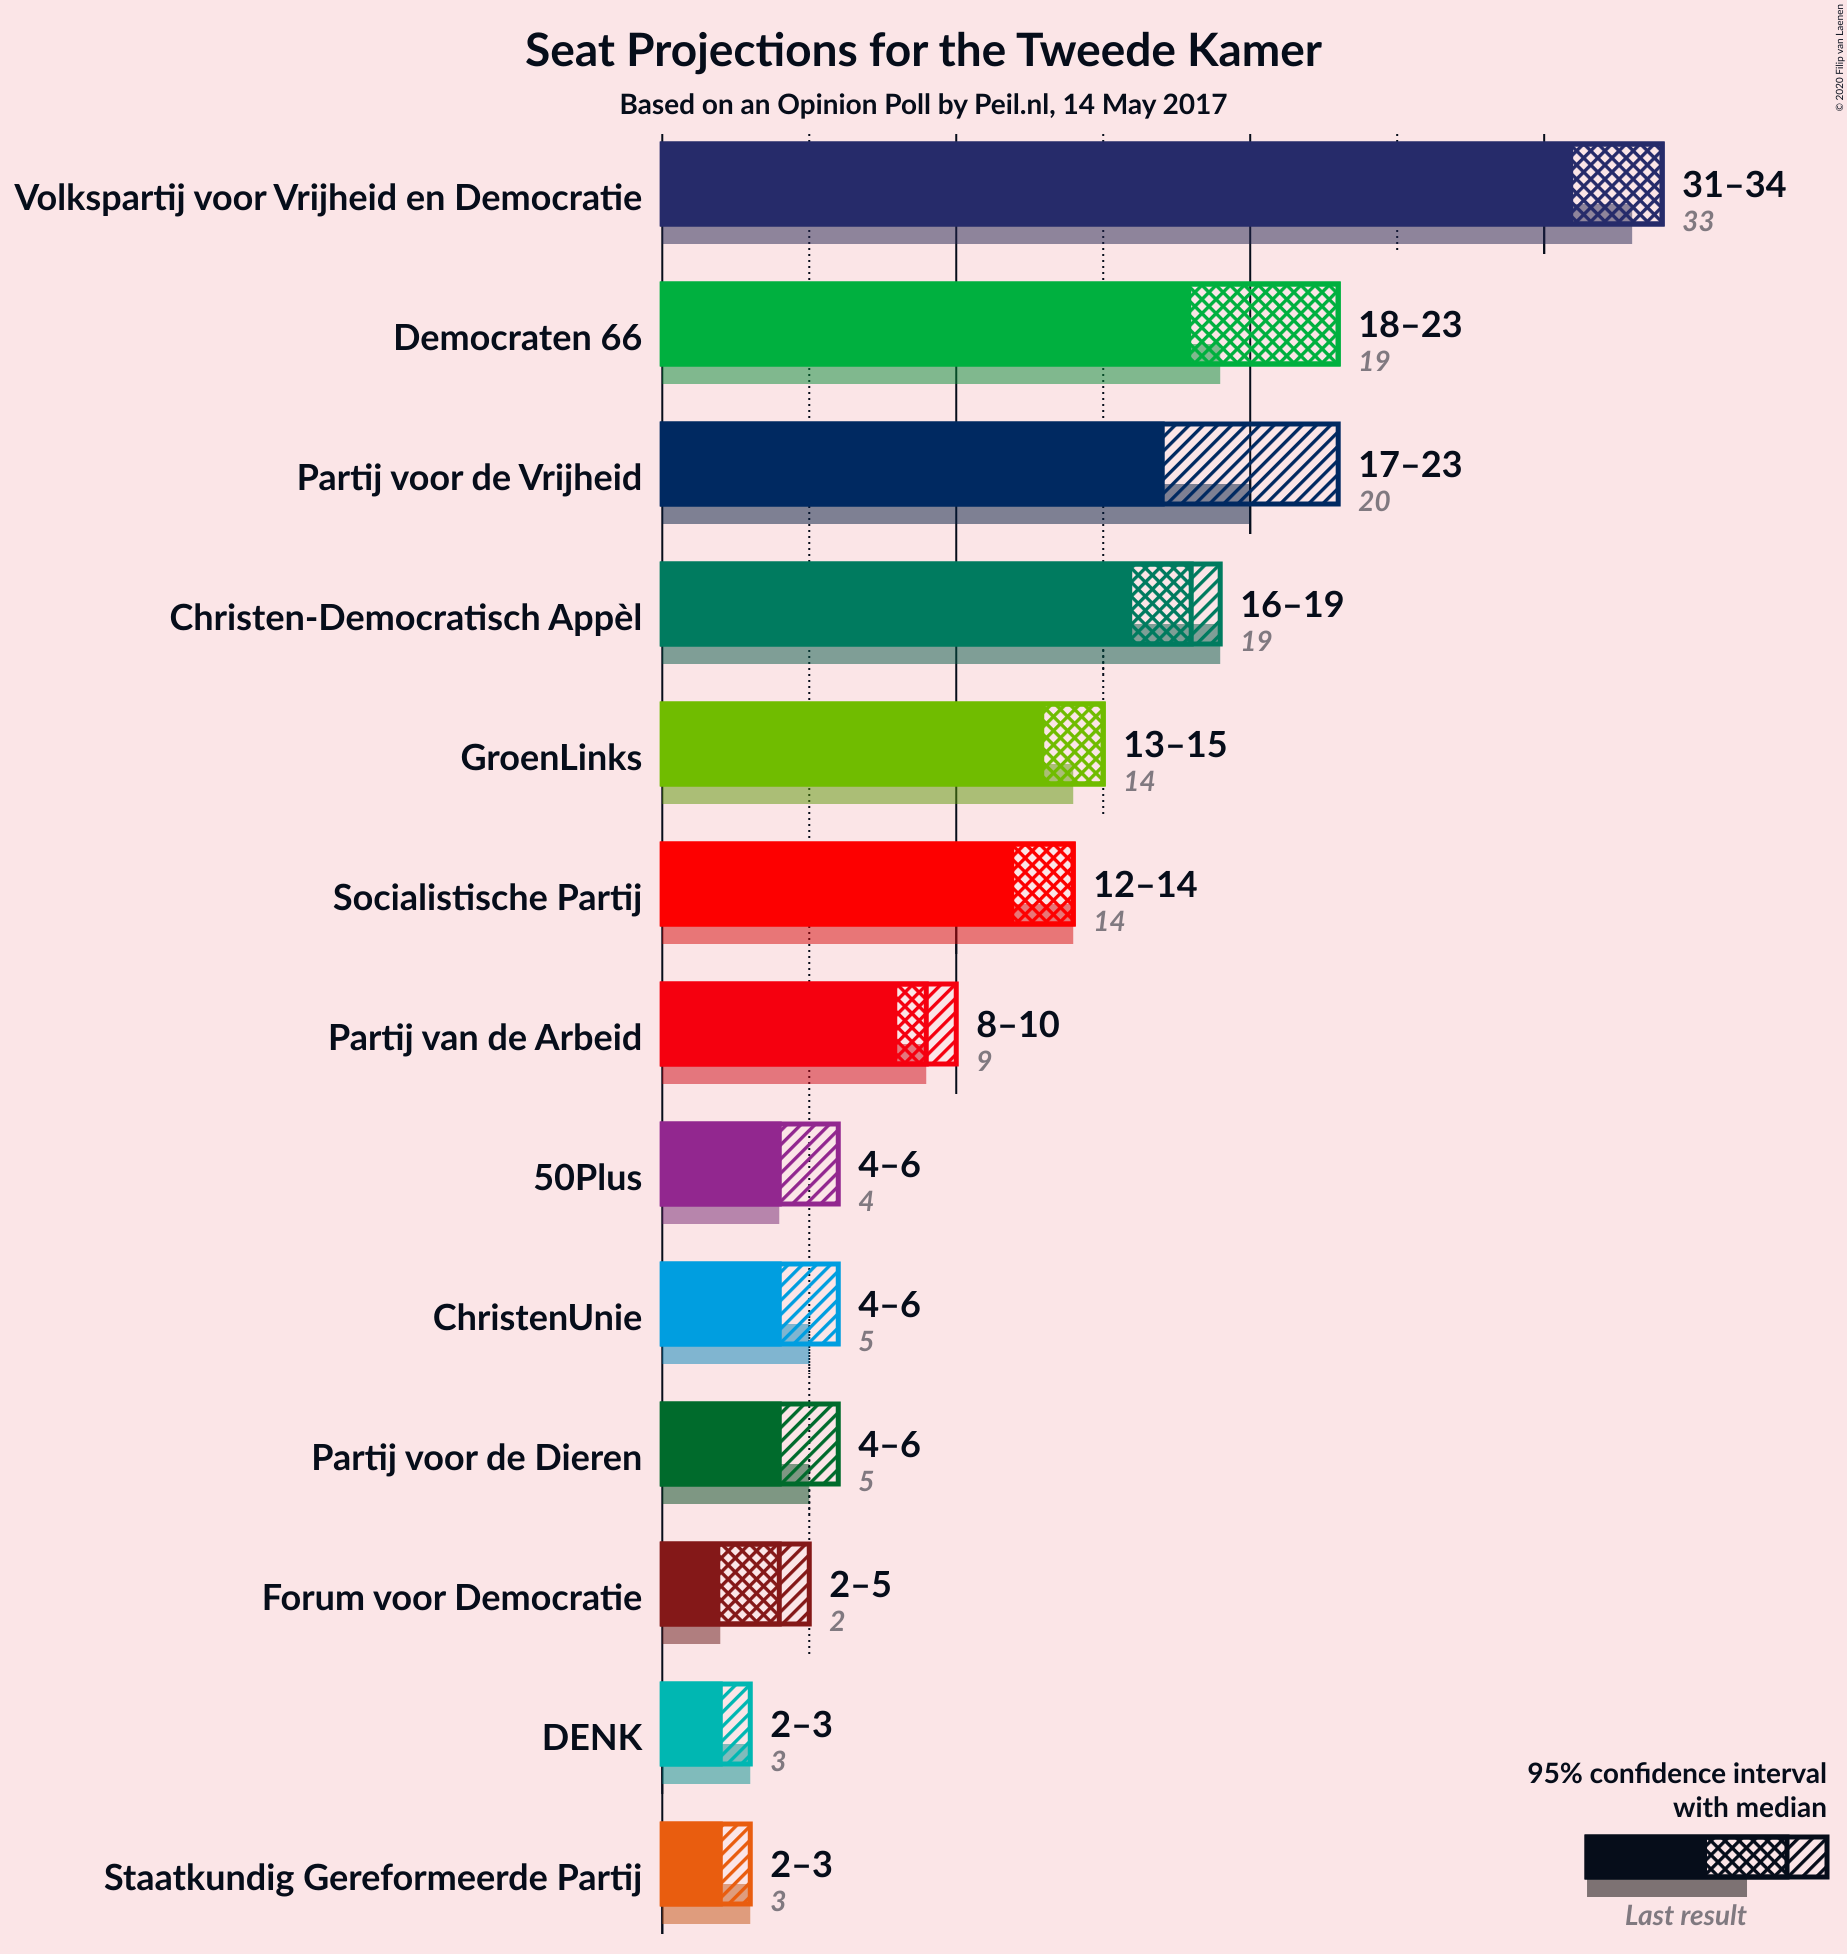 Seat Projections for the Tweede Kamer
Based on an Opinion Poll by Peil.nl, 14 May 2017
© 2020 Filip van Laenen
Volkspartij voor Vrijheid en Democratie
31–34
33
Democraten 66
18–23
19
Partij voor de Vrijheid
17–23
20
Christen-Democratisch Appèl
16–19
19
GroenLinks
13–15
14
Socialistische Partij
12–14
14
Partij van de Arbeid
8–10
9
50Plus
4–6
4
ChristenUnie
4–6
5
Partij voor de Dieren
4–6
5
Forum voor Democratie
2–5
2
DENK
2–3
3
Staatkundig Gereformeerde Partij
2–3
3
95% confidence interval
with median
Last result